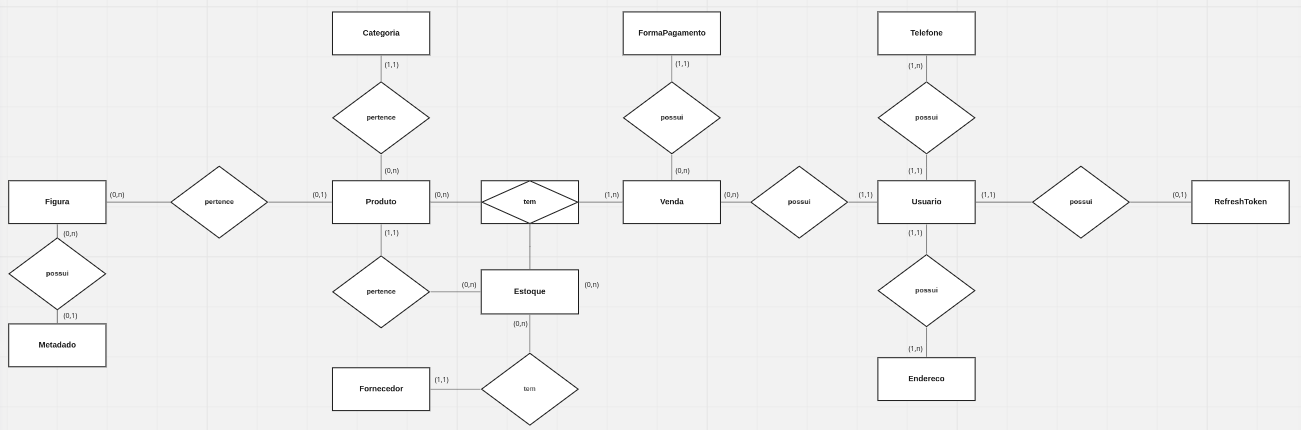 Categoria
FormaPagamento
Telefone
(1,1)
(1,1)
(1,n)
pertence
possui
possui
(0,n)
(0,n)
(1,1)
Figura
(0,n)
pertence
(0,1)
Produto
(0,n)
tem
(1,n)
Venda
(0,n)
possui
(1,1)
Usuario
(1,1)
possui
(0,1)
RefreshToken
(0,n)
(1,1)
(1,1)
possui
pertence
(0,n)
Estoque
(0,n)
possui
(0,1)
(0,n)
Metadado
(1,n)
Fornecedor
(1,1)
tem
Endereco